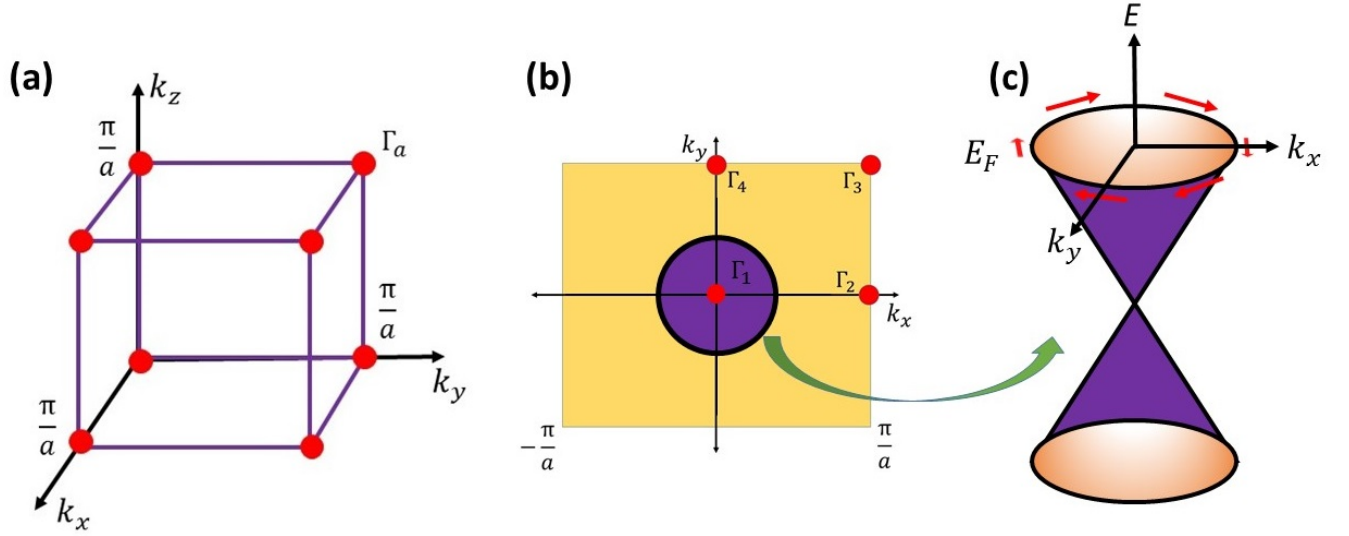 (a)
k_z
π/a
Γ_a
π/a
k_y
π/a
k_x
(b)
k_y
Γ_4
Γ_3
Γ_1
Γ_2
k_x
-π/a
π/a
(c)
E
E_F
k_x
k_y